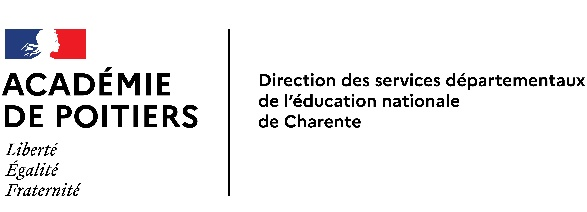 ACADÉMIE
DE POITIERS
Liberté
Égalité
Fraternité
Direction des services départementaux
de l'éducation nationale
de Charente